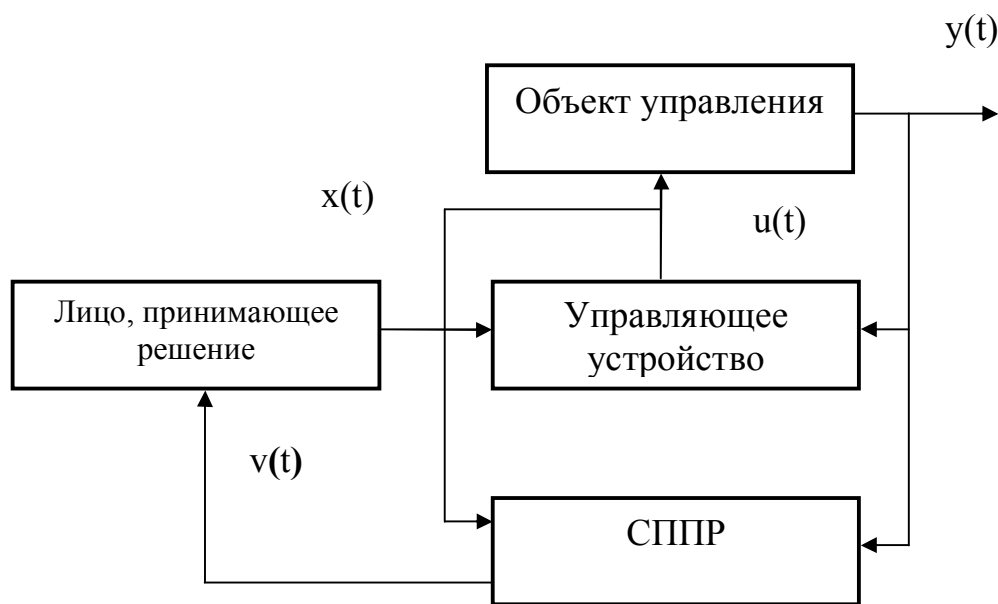 y(t)
Объект управления
x(t)
u(t)
Лицо, принимающее
решение
Управляющее
устройство
v(t)
СППР